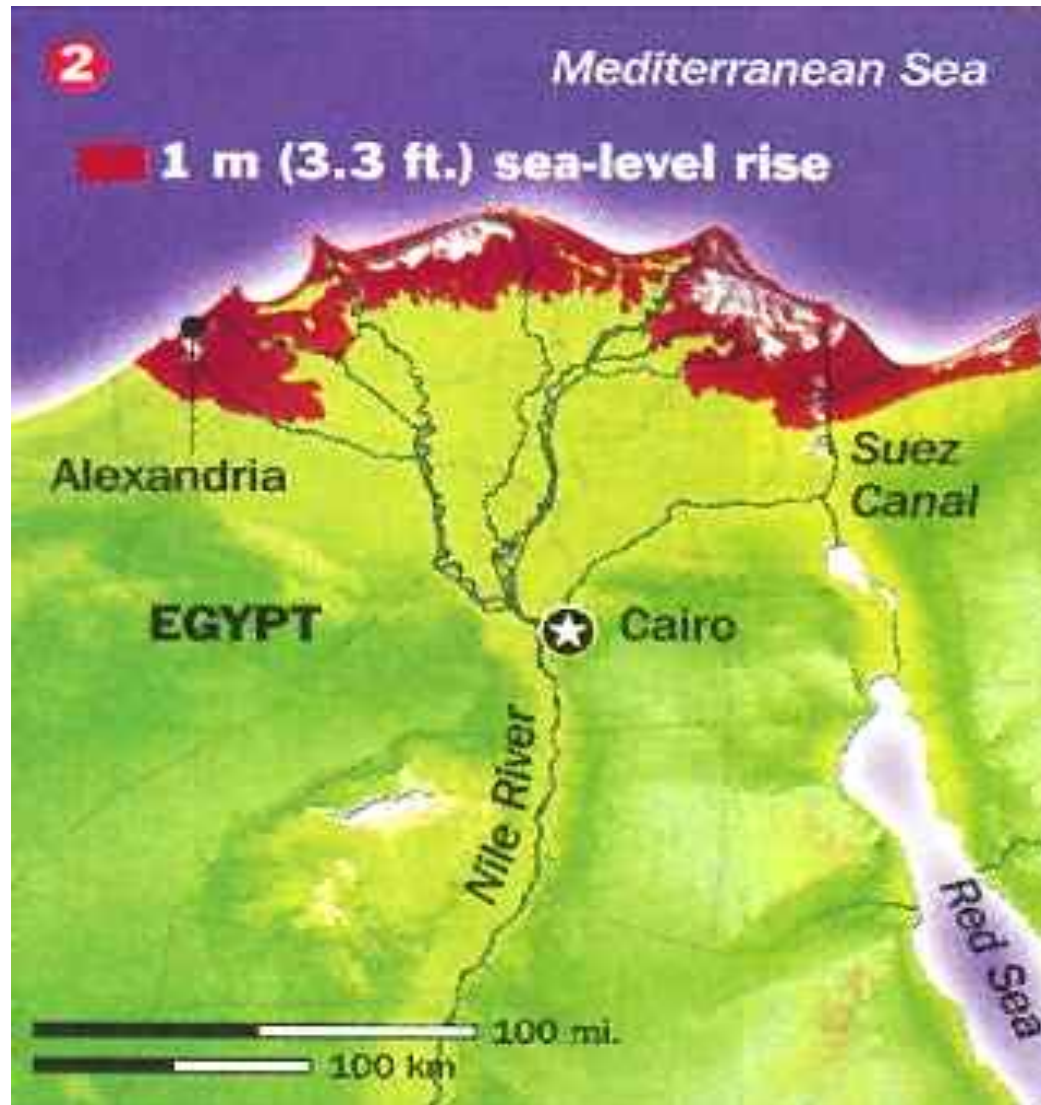 2
Mediterranean Sea
1 m (3.3 ft.) sea-level rise
Alexandria
Suez
Canal
EGYPT
Cairo
Nile River
Red Sea
100 mi.
100 km